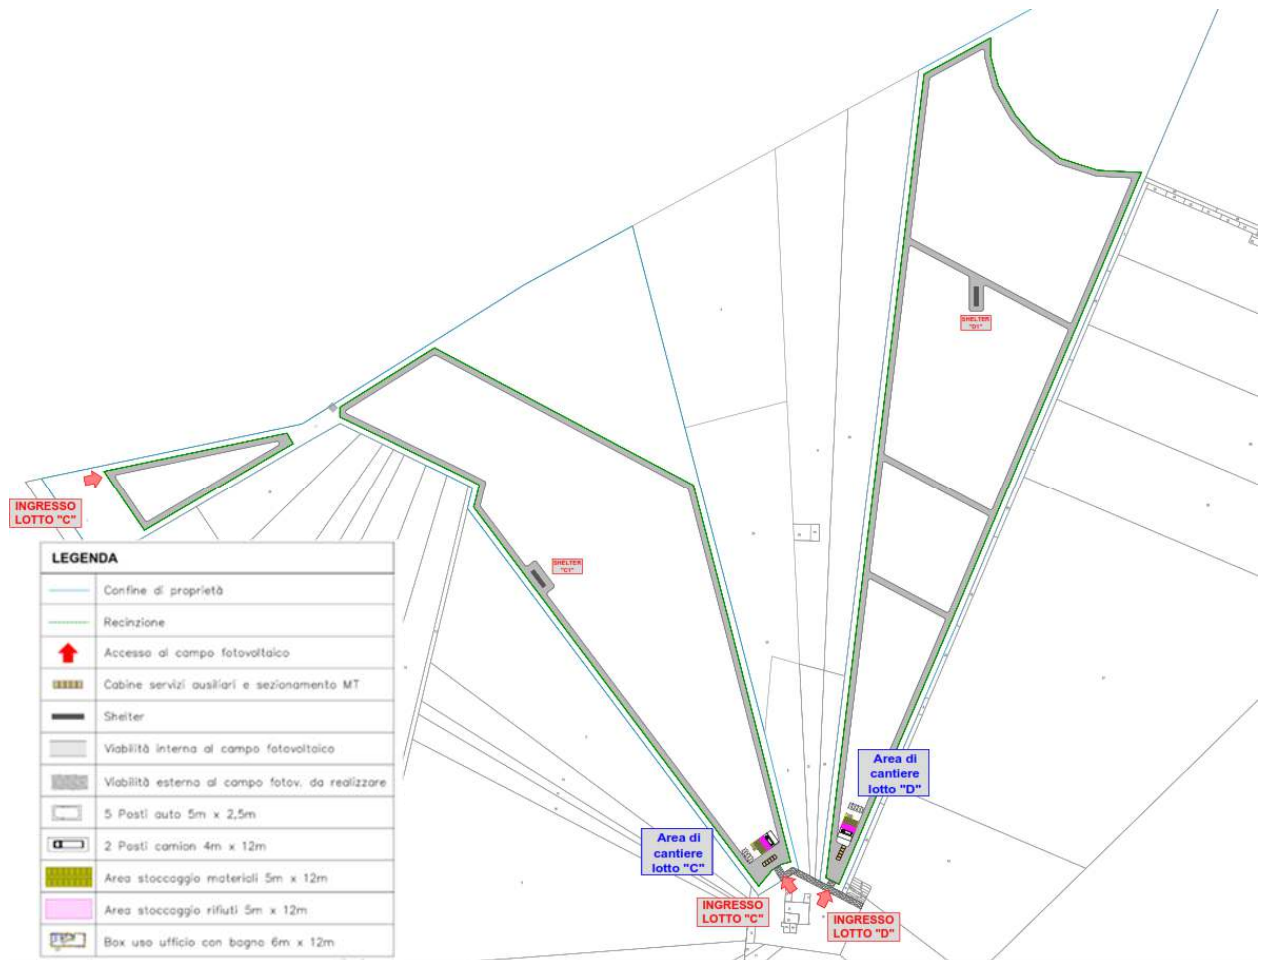 SHELTER
"D1"
INGRESSO
LOTTO "C"
SHELTER
"C1"
LEGENDA
Confine di proprietà
Recinzione
Accesso al campo fotovoltaico
Cabine servizi ausiliari e sezionamento MT
Shelter
Viabilità interna al campo fotovoltaico
Viabilità esterna al campo fotov. da realizzare
5 Posti auto 5m x 2,5m
2 Posti camion 4m x 12m
Area stoccaggio materiali 5m x 12m
Area stoccaggio rifiuti 5m x 12m
Box uso ufficio con bagno 6m x 12m
Area di
cantiere
lotto "D"
Area di
cantiere
lotto "C"
INGRESSO
LOTTO "C"
INGRESSO
LOTTO "D"